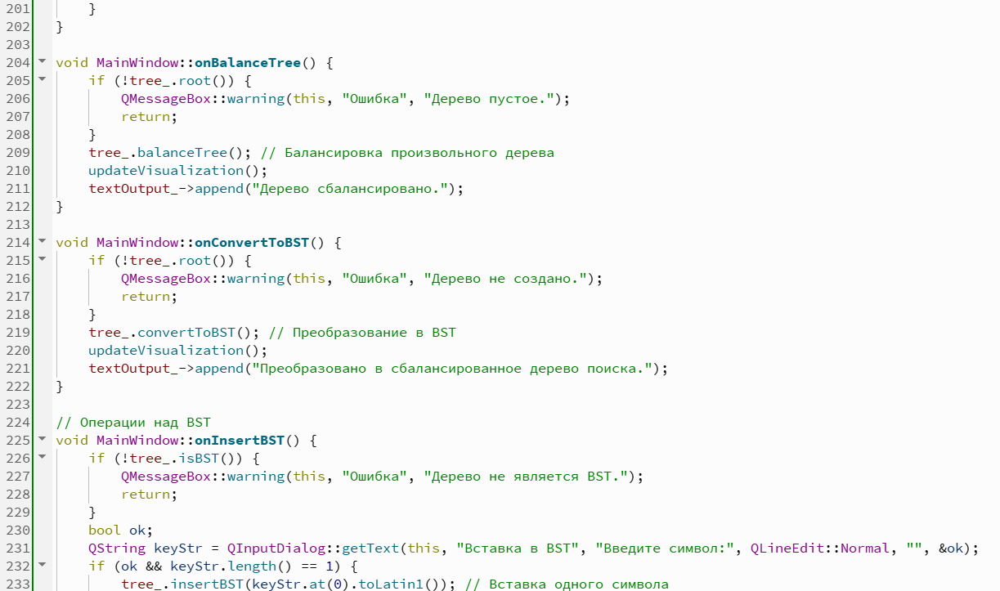 201     }
202 }
203
204 void MainWindow::onBalanceTree() {
205     if (!tree_.root()) {
206         QMessageBox::warning(this, "Ошибка", "Дерево пустое.");
207         return;
208     }
209     tree_.balanceTree(); // Балансировка произвольного дерева
210     updateVisualization();
211     textOutput_->append("Дерево сбалансировано.");
212 }
213
214 void MainWindow::onConvertToBST() {
215     if (!tree_.root()) {
216         QMessageBox::warning(this, "Ошибка", "Дерево не создано.");
217         return;
218     }
219     tree_.convertToBST(); // Преобразование в BST
220     updateVisualization();
221     textOutput_->append("Преобразовано в сбалансированное дерево поиска.");
222 }
223
224 // Операции над BST
225 void MainWindow::onInsertBST() {
226     if (!tree_.isBST()) {
227         QMessageBox::warning(this, "Ошибка", "Дерево не является BST.");
228         return;
229     }
230     bool ok;
231     QString keyStr = QInputDialog::getText(this, "Вставка в BST", "Введите символ:", QLineEdit::Normal, "", &ok);
232     if (ok && keyStr.length() == 1) {
233         tree_.insertBST(keyStr.at(0).toLatin1()); // Вставка одного символа